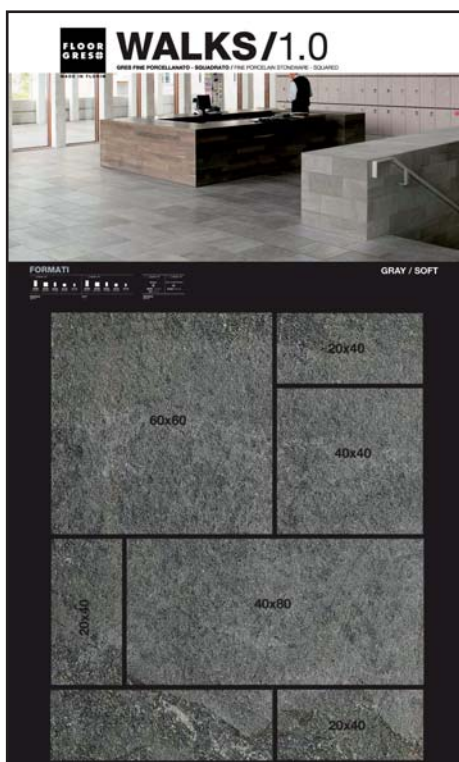 FLOOR
GRES
MADE IN FLORIM
WALKS/1.0
GRES FINE PORCELLANATO - SQUADRATO / FINE PORCELAIN STONEWARE - SQUARED
FORMATI
GRAY / SOFT
60x60
20x40
40x40
20x40
40x80
20x40